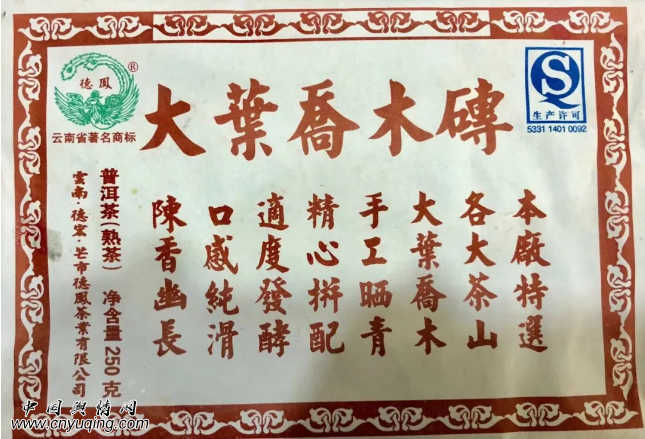 德鳳
®
云南省著名商标
大葉喬木磚
QS
生产许可
5331 1401 0092
本廠特選
各大茶山
大葉喬木
手工晒青
精心拼配
適度發酵
口感純滑
陳香幽長
普洱茶(熟茶) 净含量250克
雲南·德宏·芒市德鳳茶業有限公司
中国舆情网
www.cnyuqing.com